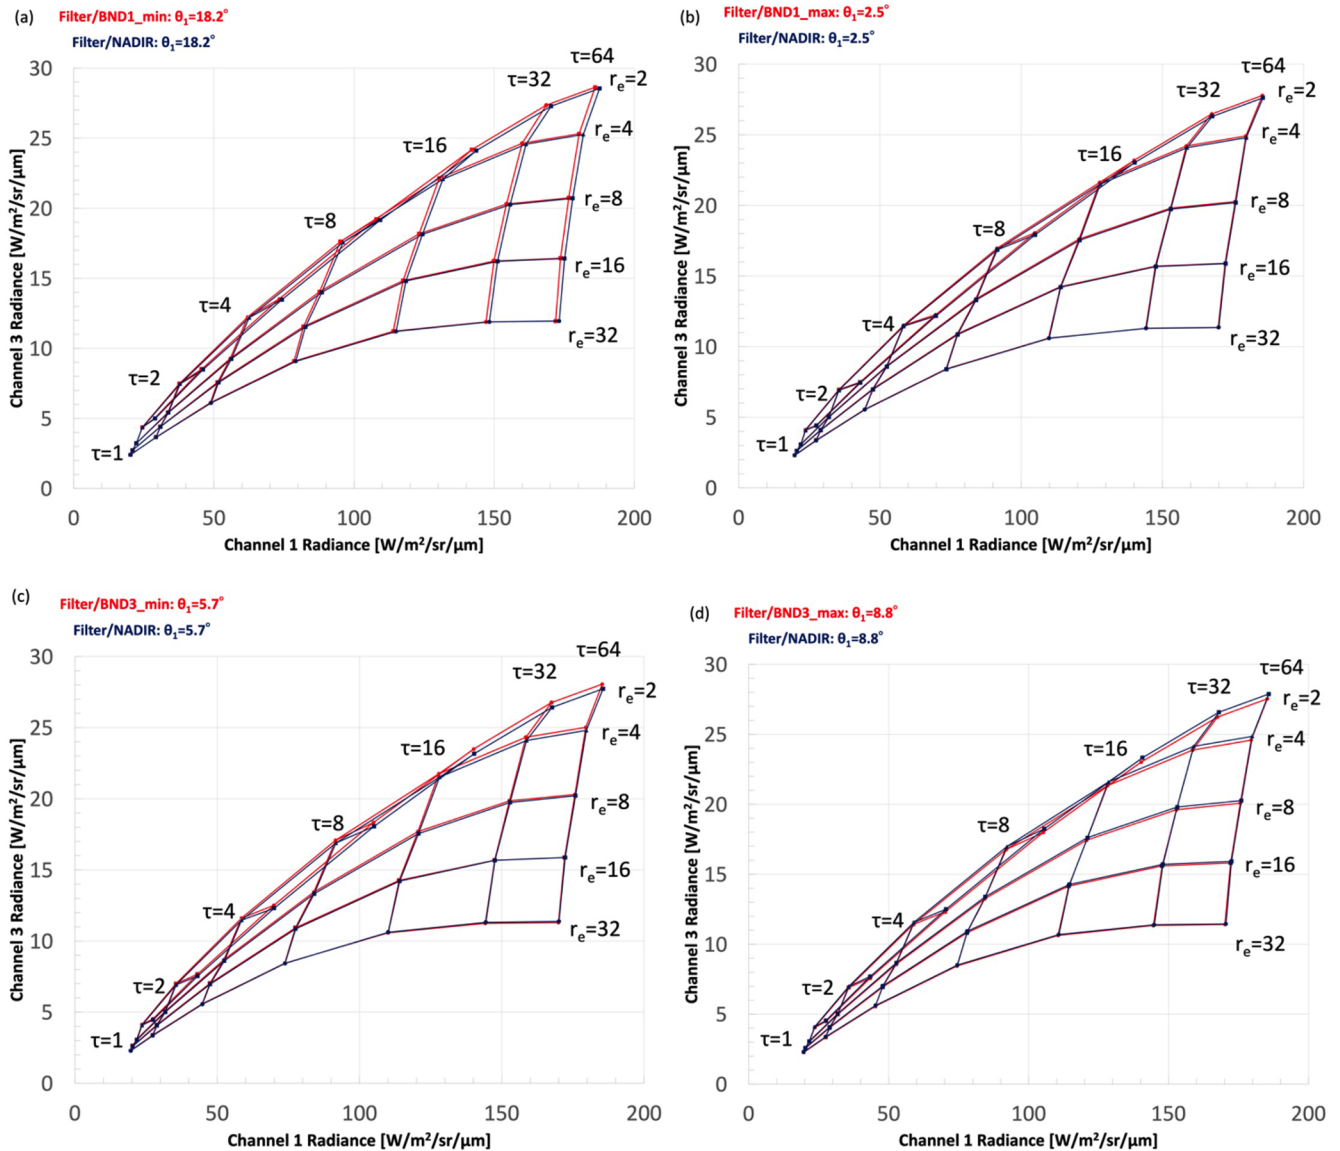 (a)
Filter/BND1_min: θ₁=18.2°
Filter/NADIR: θ₁=18.2°
τ=64
τ=32
rₑ=2
rₑ=4
τ=16
rₑ=8
τ=8
rₑ=16
τ=4
rₑ=32
τ=2
τ=1
30
25
20
15
10
5
0
0 50 100 150 200
Channel 3 Radiance [W/m²/sr/μm]
Channel 1 Radiance [W/m²/sr/μm]
(b)
Filter/BND1_max: θ₁=2.5°
Filter/NADIR: θ₁=2.5°
τ=64
τ=32
rₑ=2
rₑ=4
τ=16
rₑ=8
τ=8
rₑ=16
τ=4
rₑ=32
τ=2
τ=1
30
25
20
15
10
5
0
0 50 100 150 200
Channel 3 Radiance [W/m²/sr/μm]
Channel 1 Radiance [W/m²/sr/μm]
(c)
Filter/BND3_min: θ₁=5.7°
Filter/NADIR: θ₁=5.7°
τ=64
τ=32
rₑ=2
rₑ=4
τ=16
rₑ=8
τ=8
rₑ=16
τ=4
rₑ=32
τ=2
τ=1
30
25
20
15
10
5
0
0 50 100 150 200
Channel 3 Radiance [W/m²/sr/μm]
Channel 1 Radiance [W/m²/sr/μm]
(d)
Filter/BND3_max: θ₁=8.8°
Filter/NADIR: θ₁=8.8°
τ=64
τ=32
rₑ=2
rₑ=4
τ=16
rₑ=8
τ=8
rₑ=16
τ=4
rₑ=32
τ=2
τ=1
30
25
20
15
10
5
0
0 50 100 150 200
Channel 3 Radiance [W/m²/sr/μm]
Channel 1 Radiance [W/m²/sr/μm]